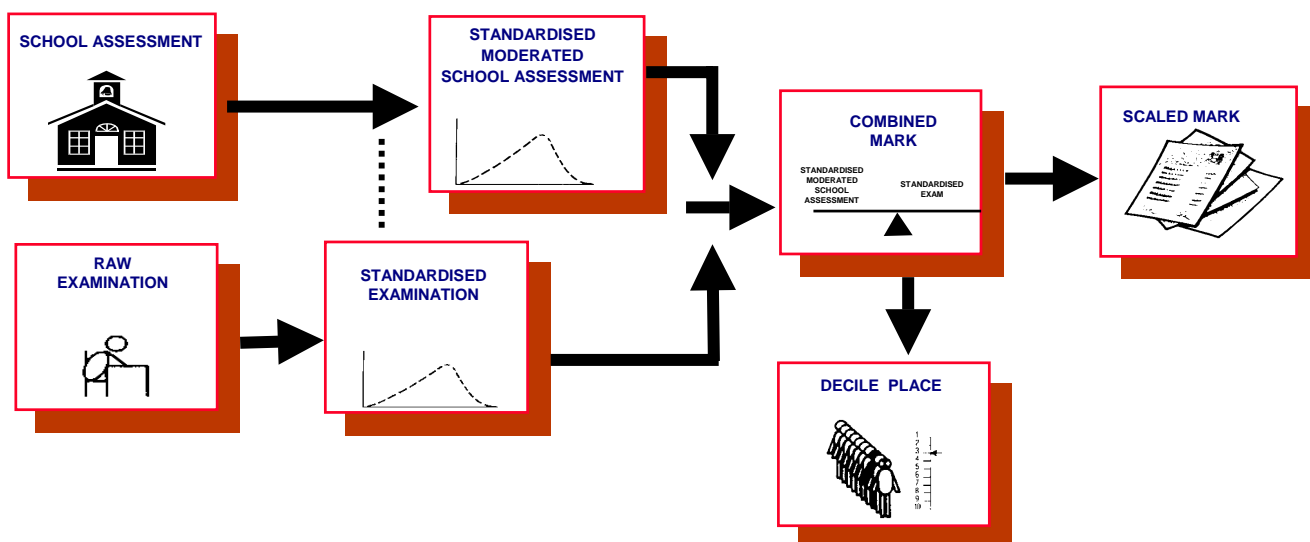 SCHOOL ASSESSMENT
STANDARDISED
MODERATED
SCHOOL ASSESSMENT
COMBINED
MARK
STANDARDISED
MODERATED
SCHOOL
ASSESSMENT
STANDARDISED
EXAM
SCALED MARK
RAW
EXAMINATION
STANDARDISED
EXAMINATION
DECILE PLACE
1
2
3
4
5
6
7
8
9
10